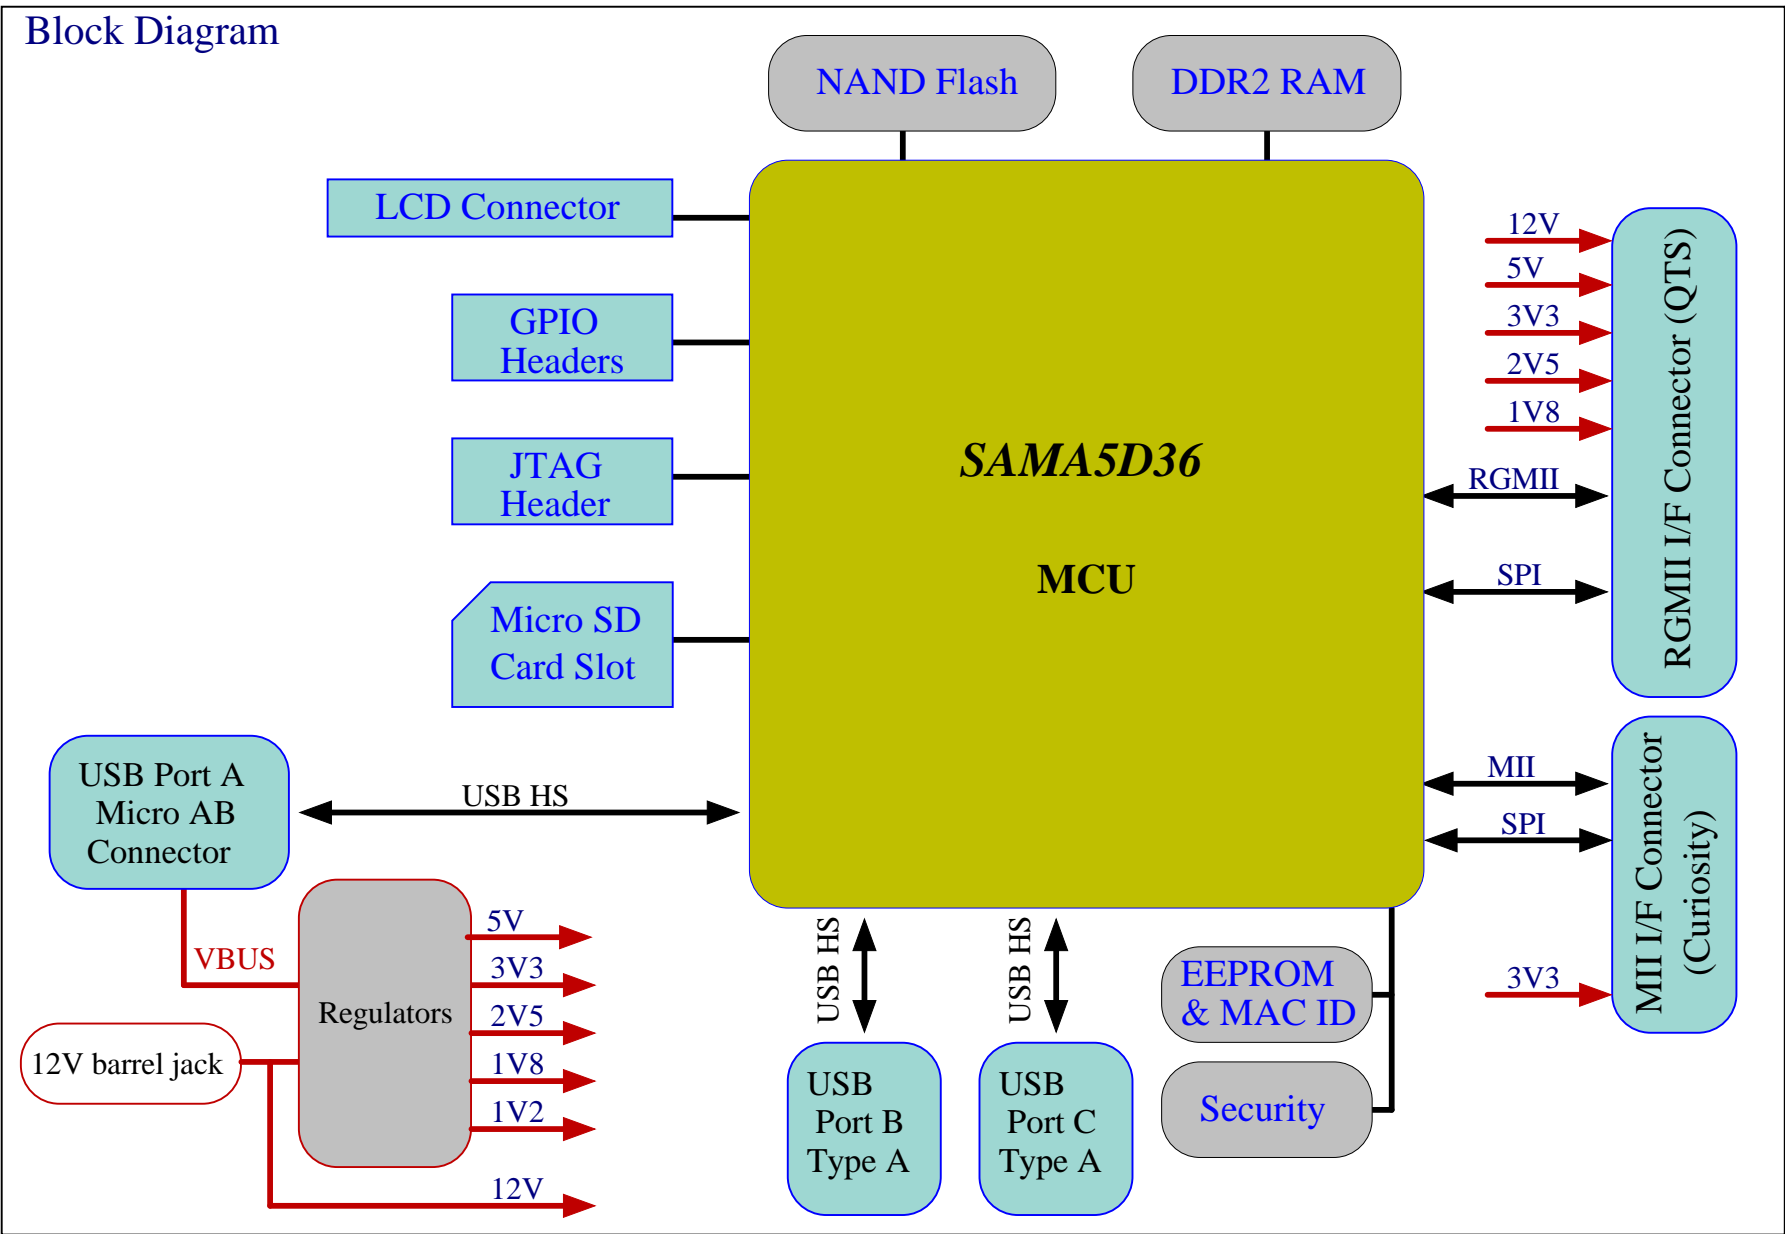 Block Diagram
NAND Flash
DDR2 RAM
LCD Connector
GPIO
Headers
JTAG
Header
Micro SD
Card Slot
SAMA5D36
MCU
12V
5V
3V3
2V5
1V8
RGMII
SPI
RGMII I/F Connector (QTS)
MII
SPI
3V3
MII I/F Connector
(Curiosity)
USB Port A
Micro AB
Connector
USB HS
VBUS
12V barrel jack
Regulators
5V
3V3
2V5
1V8
1V2
12V
USB HS
USB
Port B
Type A
USB HS
USB
Port C
Type A
EEPROM
& MAC ID
Security